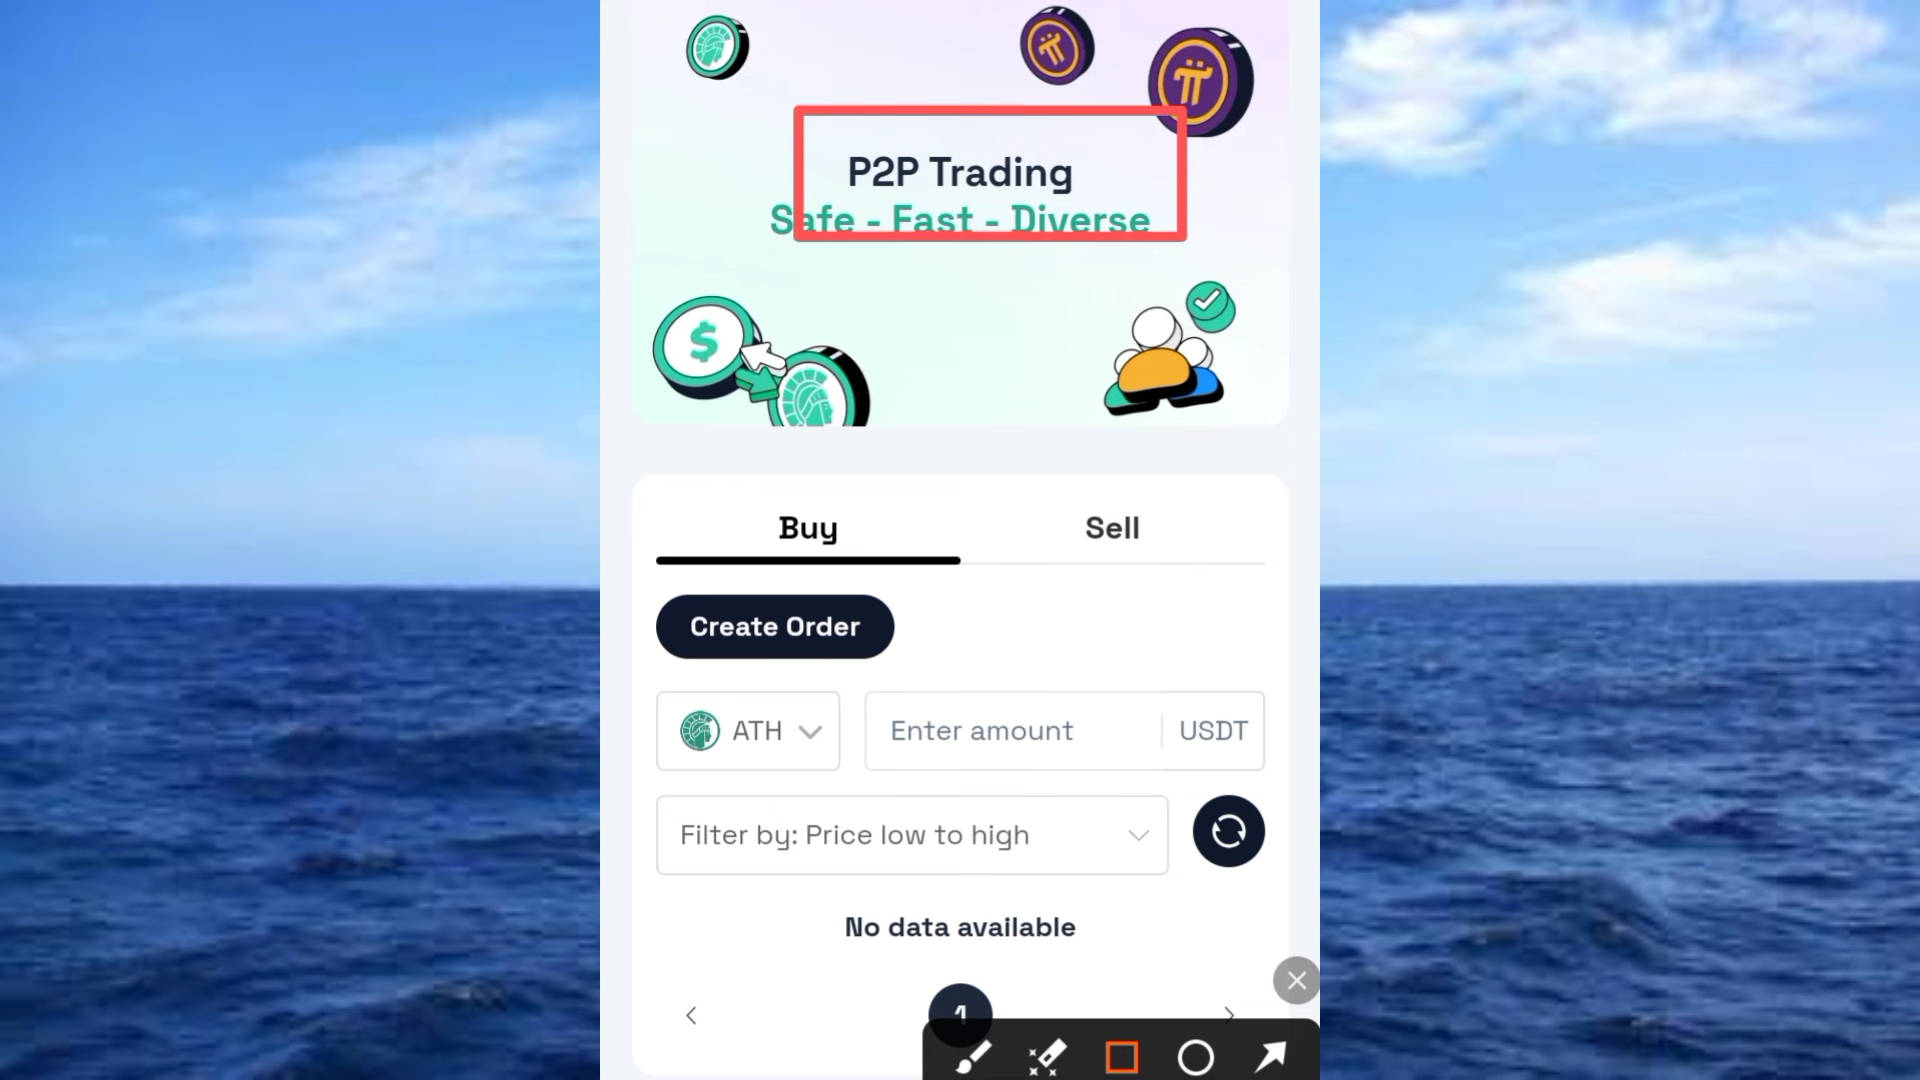 P2P Trading
Safe - Fast - Diverse
Buy
Sell
Create Order
ATH
Enter amount
USDT
Filter by: Price low to high
No data available
1